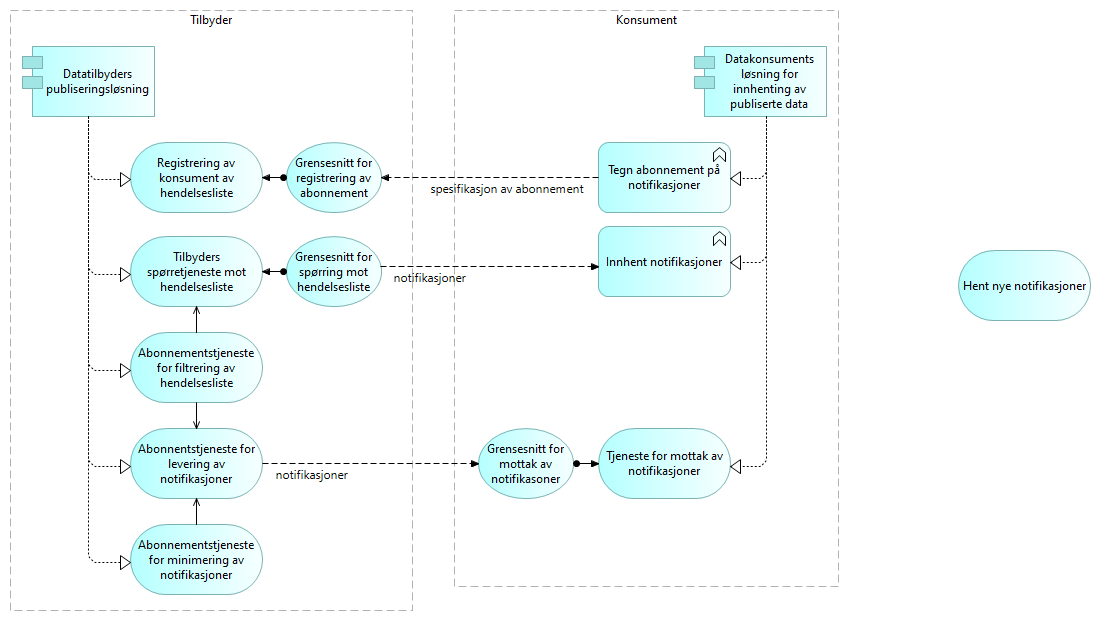 Tilbyder
Konsument
Datatilbyders
publiseringsløsning
Datakonsuments
løsning for
innhenting av
publiserte data
Registrering av
konsument av
hendelsesliste
Grensesnitt for
registrering av
abonnement
spesifikasjon av abonnement
Tegn abonnement på
notifikasjoner
Tilbyders
spørretjeneste mot
hendelsesliste
Grensesnitt for
spørring mot
hendelsesliste
notifikasjoner
Innhent notifikasjoner
Hent nye notifikasjoner
Abonnementstjeneste
for filtrering av
hendelsesliste
Abonnentstjeneste for
levering av
notifikasjoner
notifikasjoner
Grensesnitt for
mottak av
notifikasoner
Tjeneste for mottak av
notifikasjoner
Abonnementstjeneste
for minimering av
notifikasjoner